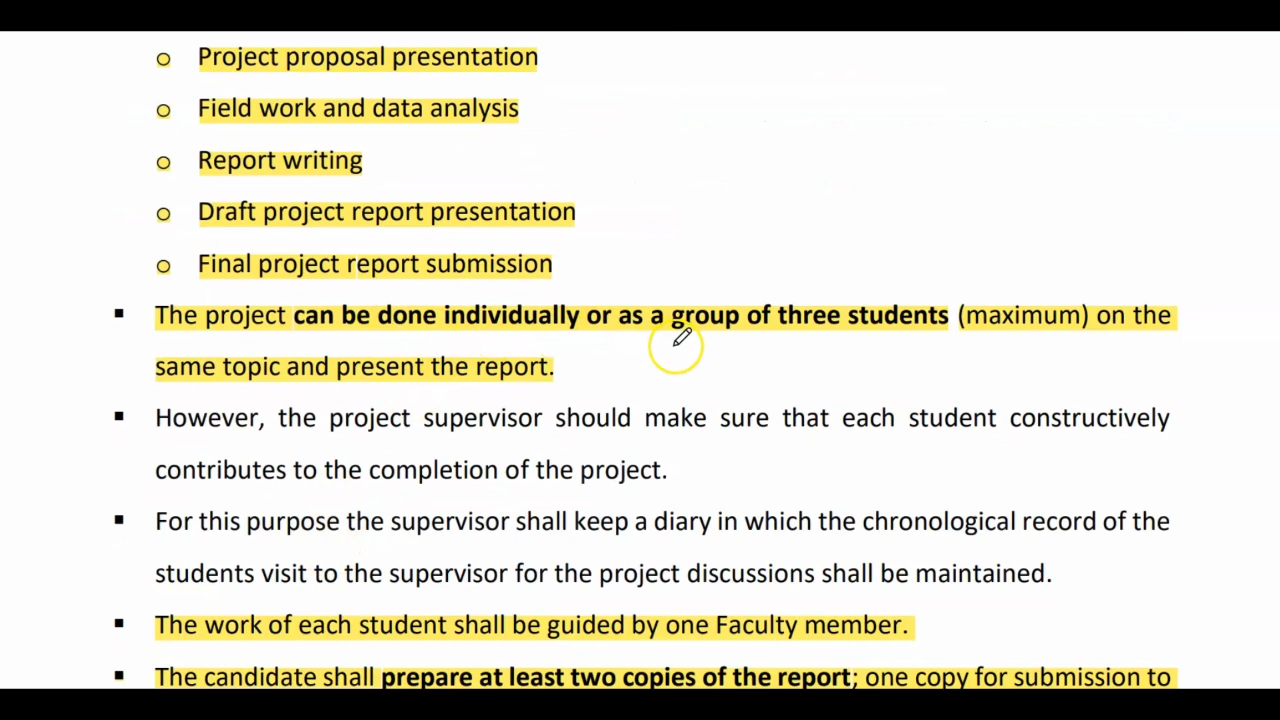 o Project proposal presentation
o Field work and data analysis
o Report writing
o Draft project report presentation
o Final project report submission
▪ The project can be done individually or as a group of three students (maximum) on the
same topic and present the report.
▪ However, the project supervisor should make sure that each student constructively
contributes to the completion of the project.
▪ For this purpose the supervisor shall keep a diary in which the chronological record of the
students visit to the supervisor for the project discussions shall be maintained.
▪ The work of each student shall be guided by one Faculty member.
▪ The candidate shall prepare at least two copies of the report; one copy for submission to